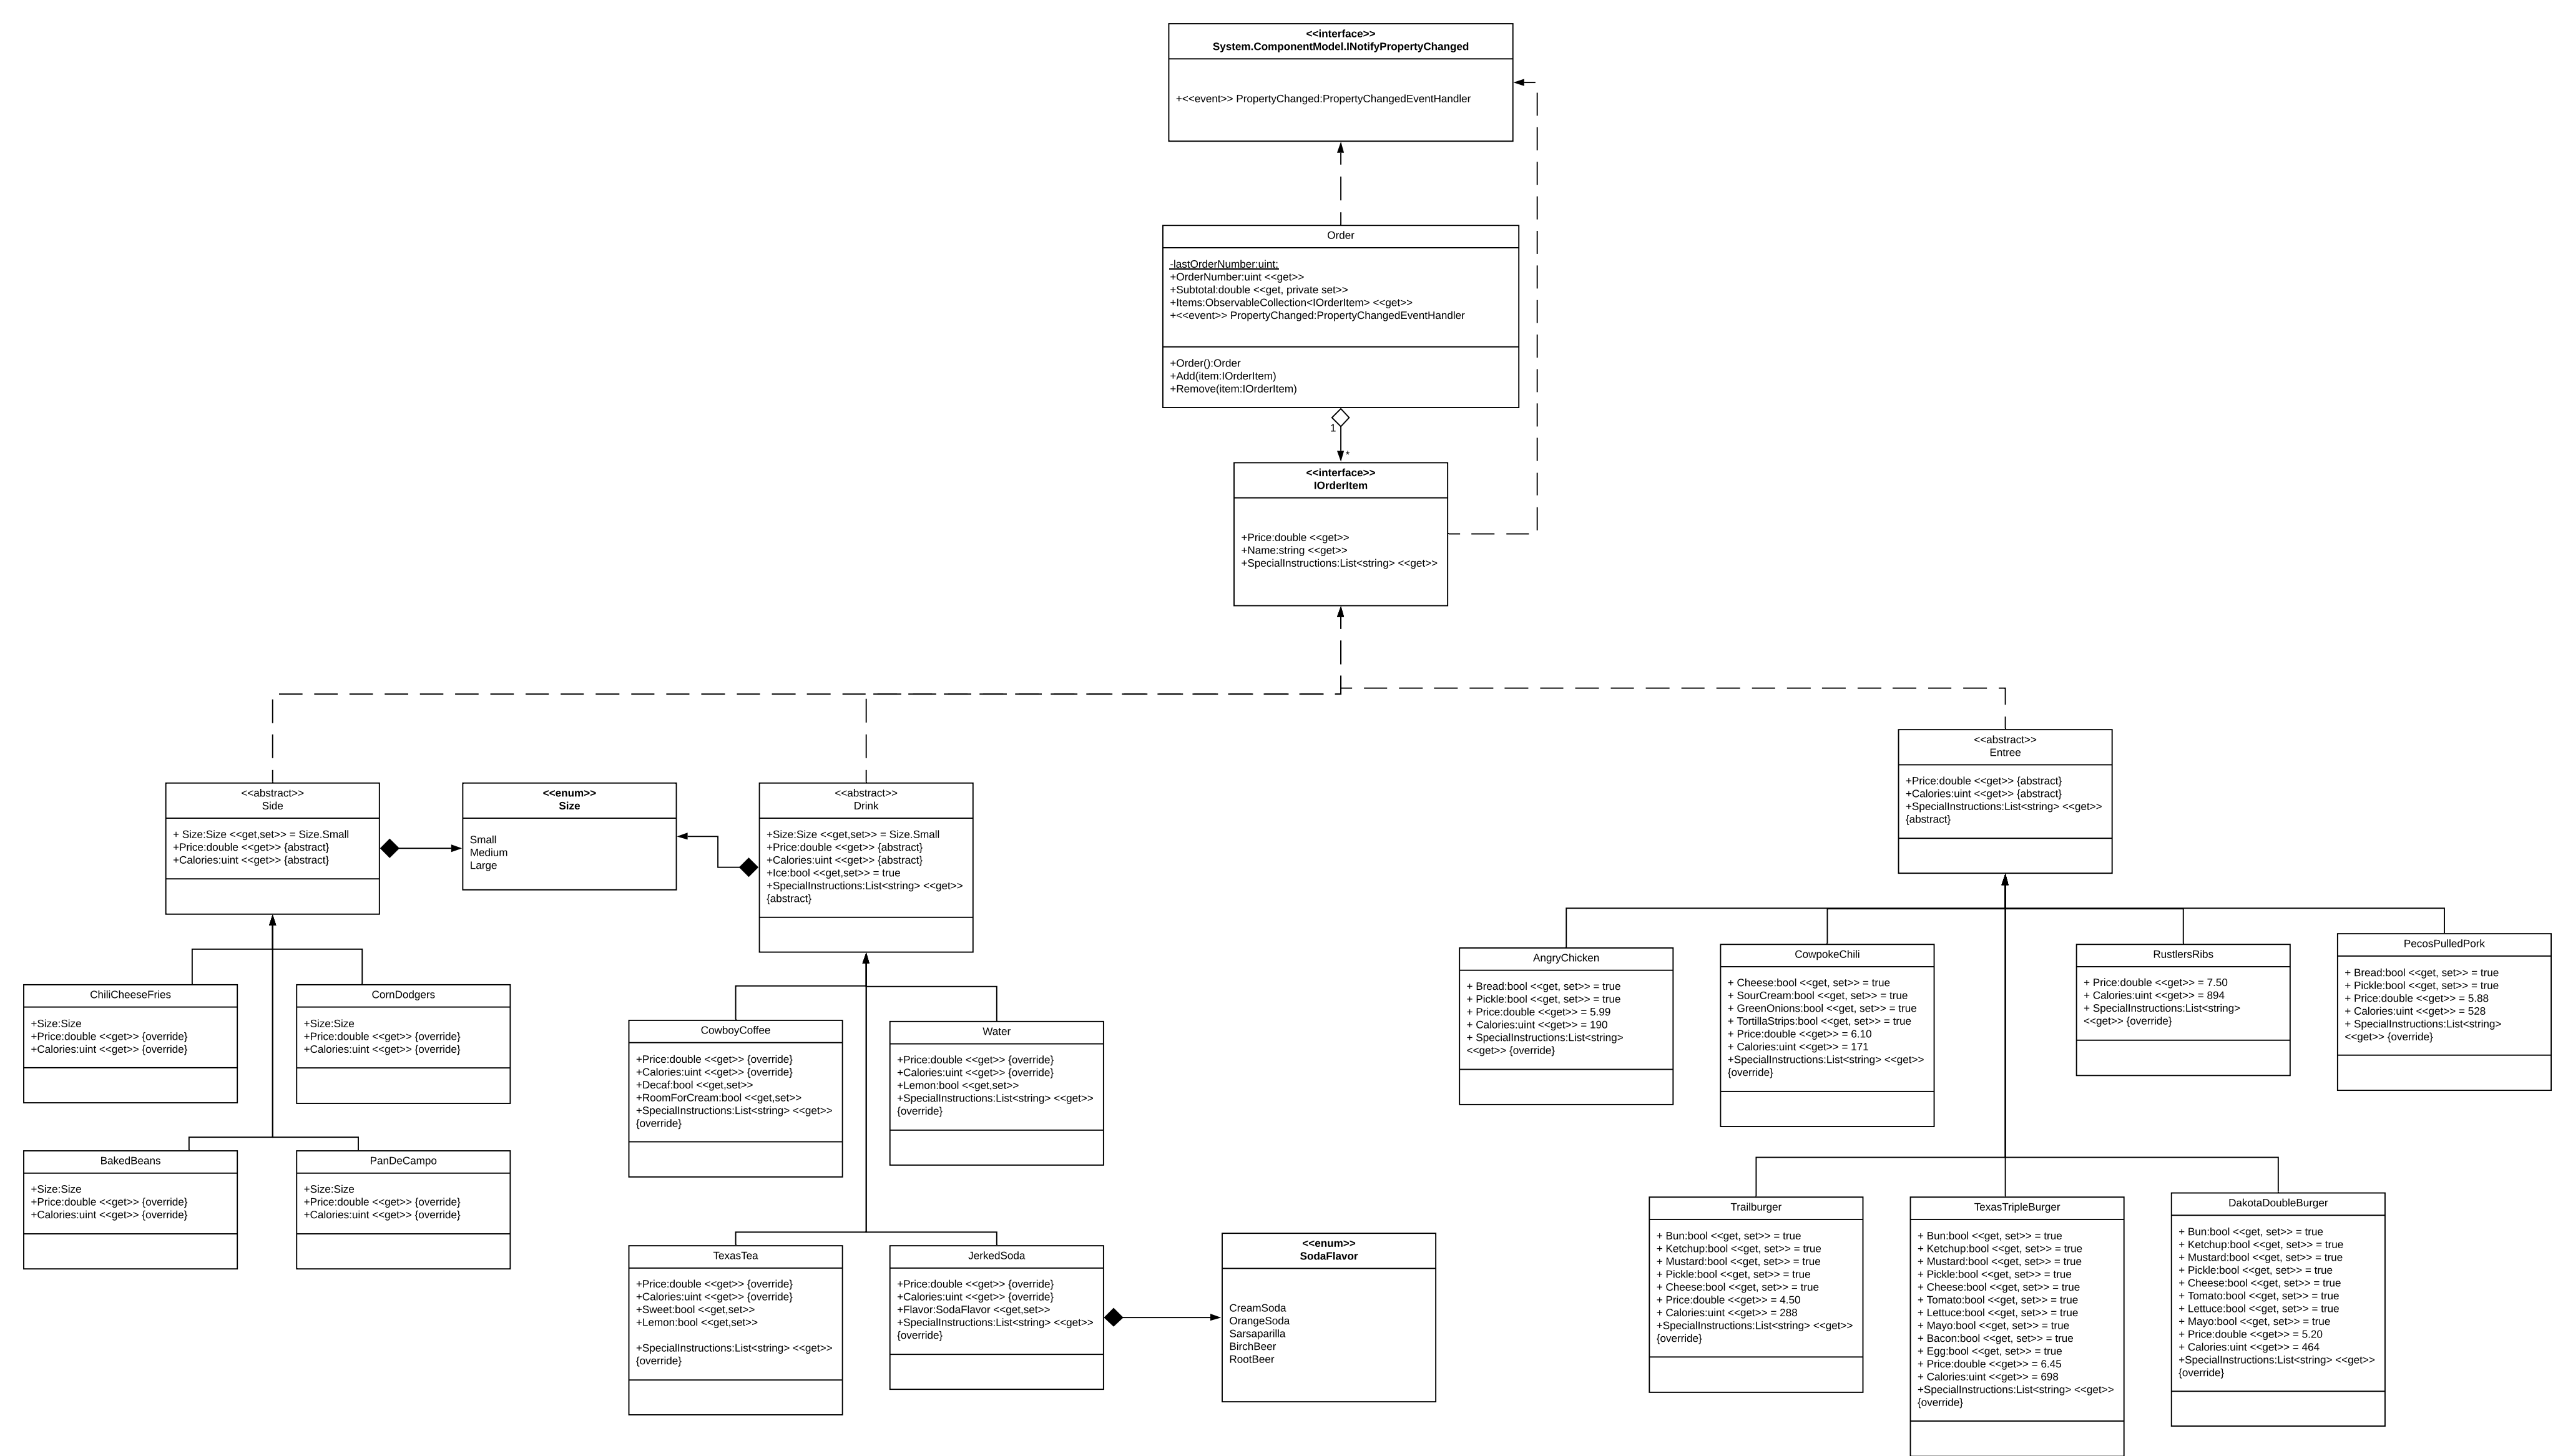 <<interface>>
System.ComponentModel.INotifyPropertyChanged
+<<event>> PropertyChanged:PropertyChangedEventHandler
Order
-lastOrderNumber:uint;
+OrderNumber:uint <<get>>
+Subtotal:double <<get, private set>>
+Items:ObservableCollection<IOrderItem> <<get>>
+<<event>> PropertyChanged:PropertyChangedEventHandler
+Order():Order
+Add(item:IOrderItem)
+Remove(item:IOrderItem)
1
*
<<interface>>
IOrderItem
+Price:double <<get>>
+Name:string <<get>>
+SpecialInstructions:List<string> <<get>>
<<abstract>>
Side
+ Size:Size <<get,set>> = Size.Small
+Price:double <<get>> {abstract}
+Calories:uint <<get>> {abstract}
<<enum>>
Size
Small
Medium
Large
<<abstract>>
Drink
+Size:Size <<get,set>> = Size.Small
+Price:double <<get>> {abstract}
+Calories:uint <<get>> {abstract}
+Ice:bool <<get,set>> = true
+SpecialInstructions:List<string> <<get>>
{abstract}
<<abstract>>
Entree
+Price:double <<get>> {abstract}
+Calories:uint <<get>> {abstract}
+SpecialInstructions:List<string> <<get>>
{abstract}
ChiliCheeseFries
+Size:Size
+Price:double <<get>> {override}
+Calories:uint <<get>> {override}
CornDodgers
+Size:Size
+Price:double <<get>> {override}
+Calories:uint <<get>> {override}
BakedBeans
+Size:Size
+Price:double <<get>> {override}
+Calories:uint <<get>> {override}
PanDeCampo
+Size:Size
+Price:double <<get>> {override}
+Calories:uint <<get>> {override}
CowboyCoffee
+Price:double <<get>> {override}
+Calories:uint <<get>> {override}
+Decaf:bool <<get,set>>
+RoomForCream:bool <<get,set>>
+SpecialInstructions:List<string> <<get>>
{override}
Water
+Price:double <<get>> {override}
+Calories:uint <<get>> {override}
+Lemon:bool <<get,set>>
+SpecialInstructions:List<string> <<get>>
{override}
TexasTea
+Price:double <<get>> {override}
+Calories:uint <<get>> {override}
+Sweet:bool <<get,set>>
+Lemon:bool <<get,set>>
+SpecialInstructions:List<string> <<get>>
{override}
JerkedSoda
+Price:double <<get>> {override}
+Calories:uint <<get>> {override}
+Flavor:SodaFlavor <<get,set>>
+SpecialInstructions:List<string> <<get>>
{override}
<<enum>>
SodaFlavor
CreamSoda
OrangeSoda
Sarsaparilla
BirchBeer
RootBeer
AngryChicken
+ Bread:bool <<get, set>> = true
+ Pickle:bool <<get, set>> = true
+ Price:double <<get>> = 5.99
+ Calories:uint <<get>> = 190
+ SpecialInstructions:List<string>
<<get>> {override}
CowpokeChili
+ Cheese:bool <<get, set>> = true
+ SourCream:bool <<get, set>> = true
+ GreenOnions:bool <<get, set>> = true
+ TortillaStrips:bool <<get, set>> = true
+ Price:double <<get>> = 6.10
+ Calories:uint <<get>> = 171
+SpecialInstructions:List<string> <<get>>
{override}
RustlersRibs
+ Price:double <<get>> = 7.50
+ Calories:uint <<get>> = 894
+ SpecialInstructions:List<string>
<<get>> {override}
PecosPulledPork
+ Bread:bool <<get, set>> = true
+ Pickle:bool <<get, set>> = true
+ Price:double <<get>> = 5.88
+ Calories:uint <<get>> = 528
+ SpecialInstructions:List<string>
<<get>> {override}
Trailburger
+ Bun:bool <<get, set>> = true
+ Ketchup:bool <<get, set>> = true
+ Mustard:bool <<get, set>> = true
+ Pickle:bool <<get, set>> = true
+ Cheese:bool <<get, set>> = true
+ Price:double <<get>> = 4.50
+ Calories:uint <<get>> = 288
+SpecialInstructions:List<string> <<get>>
{override}
TexasTripleBurger
+ Bun:bool <<get, set>> = true
+ Ketchup:bool <<get, set>> = true
+ Mustard:bool <<get, set>> = true
+ Pickle:bool <<get, set>> = true
+ Cheese:bool <<get, set>> = true
+ Tomato:bool <<get, set>> = true
+ Lettuce:bool <<get, set>> = true
+ Mayo:bool <<get, set>> = true
+ Bacon:bool <<get, set>> = true
+ Egg:bool <<get, set>> = true
+ Price:double <<get>> = 6.45
+ Calories:uint <<get>> = 698
+SpecialInstructions:List<string> <<get>>
{override}
DakotaDoubleBurger
+ Bun:bool <<get, set>> = true
+ Ketchup:bool <<get, set>> = true
+ Mustard:bool <<get, set>> = true
+ Pickle:bool <<get, set>> = true
+ Cheese:bool <<get, set>> = true
+ Tomato:bool <<get, set>> = true
+ Lettuce:bool <<get, set>> = true
+ Mayo:bool <<get, set>> = true
+ Price:double <<get>> = 5.20
+ Calories:uint <<get>> = 464
+SpecialInstructions:List<string> <<get>>
{override}